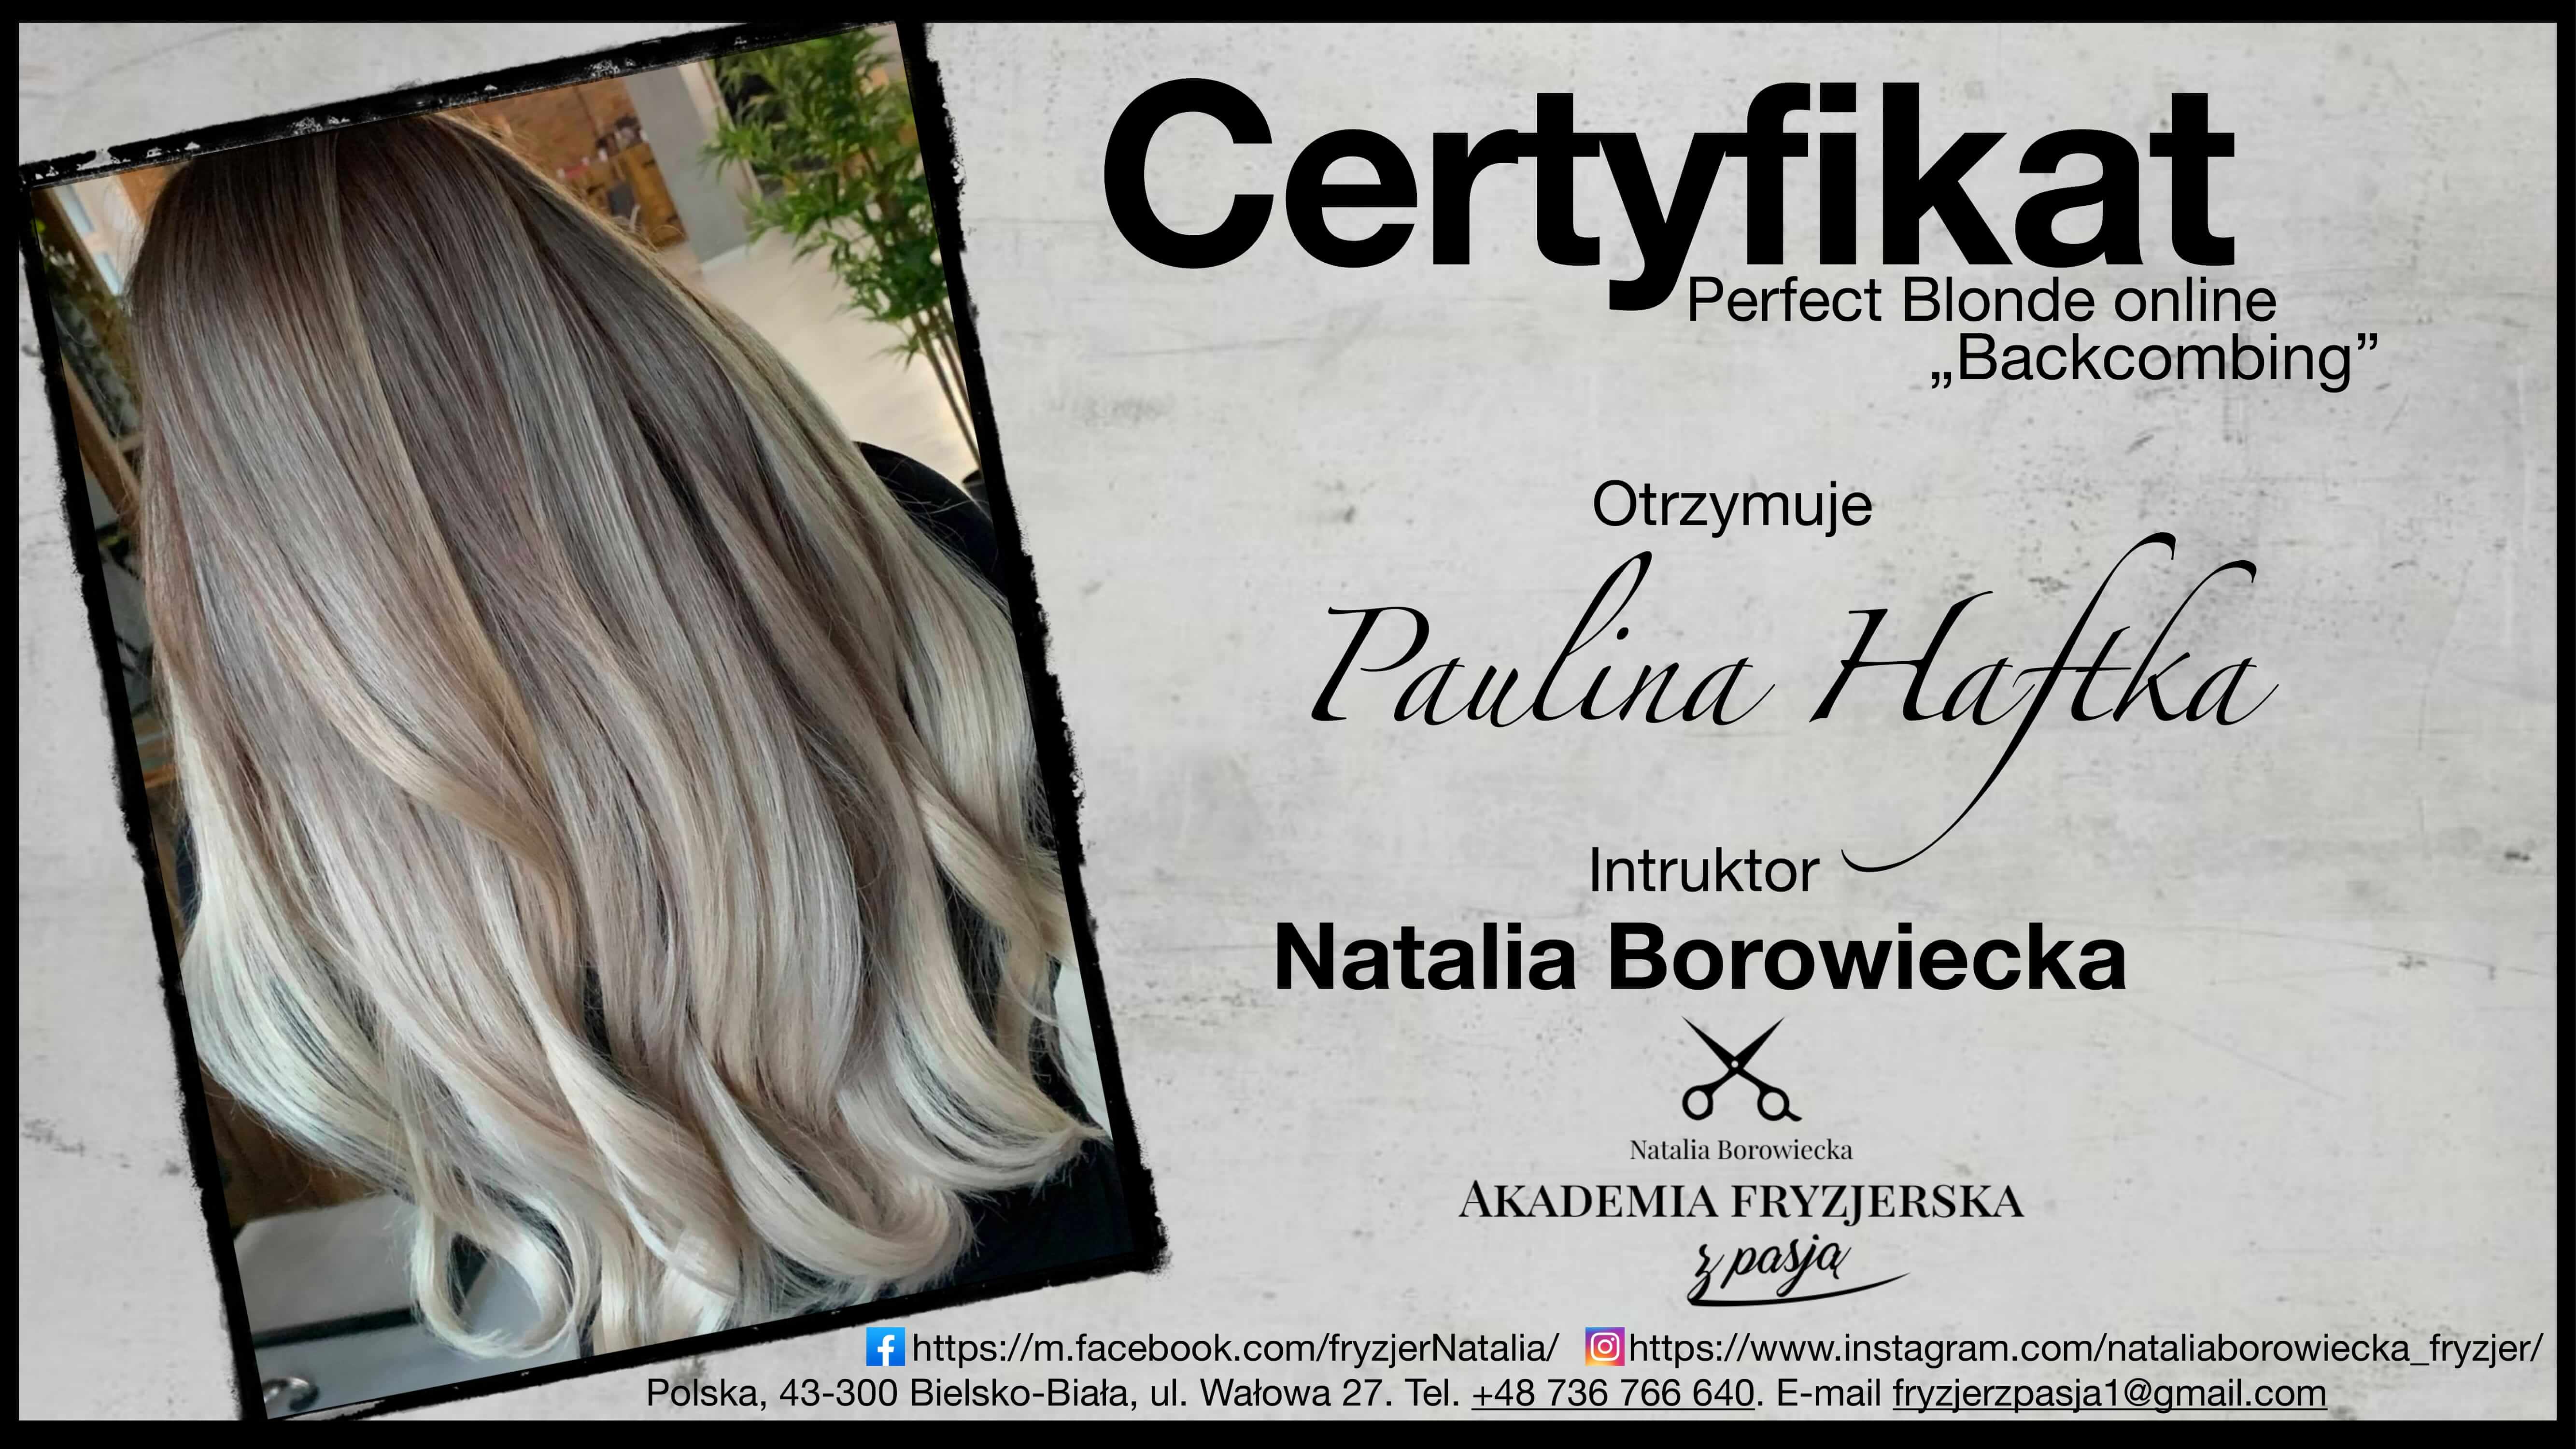 Certyfikat
Perfect Blonde online
„Backcombing”
Otrzymuje
Paulina Haftka
Intruktor
Natalia Borowiecka
Natalia Borowiecka
AKADEMIA FRYZJERSKA
z pasją
https://m.facebook.com/fryzjerNatalia/ https://www.instagram.com/nataliaborowiecka_fryzjer/
Polska, 43-300 Bielsko-Biała, ul. Wałowa 27. Tel. +48 736 766 640. E-mail fryzjerzpasja1@gmail.com